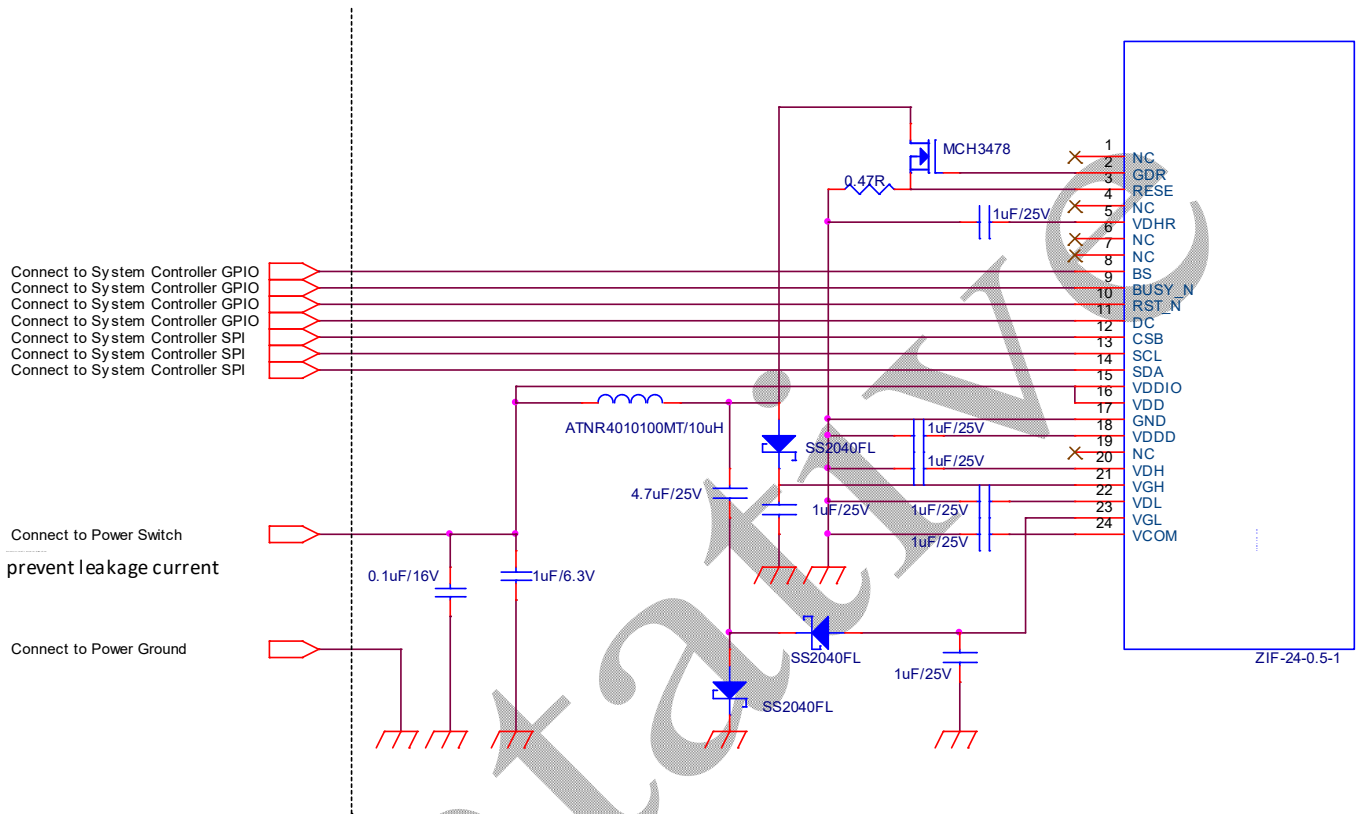 MCH3478
0.47R
1uF/25V
1 NC
2 GDR
3 RESE
4 NC
5 VDHR
6 NC
7 NC
8 BS
9 BUSY_N
10 RST_N
11 DC
12 CSB
13 SCL
14 SDA
15 VDDIO
16 VDD
17 GND
18 VDDD
19 NC
20 VDH
21 VGH
22 VDL
23 VGL
24 VCOM
Connect to System Controller GPIO
Connect to System Controller GPIO
Connect to System Controller GPIO
Connect to System Controller GPIO
Connect to System Controller SPI
Connect to System Controller SPI
Connect to System Controller SPI
ATNR4010100MT/10uH
SS2040FL
1uF/25V
1uF/25V
4.7uF/25V
1uF/25V
1uF/25V
1uF/25V
Connect to Power Switch
prevent leakage current
0.1uF/16V
1uF/6.3V
Connect to Power Ground
SS2040FL
1uF/25V
SS2040FL
ZIF-24-0.5-1
tative